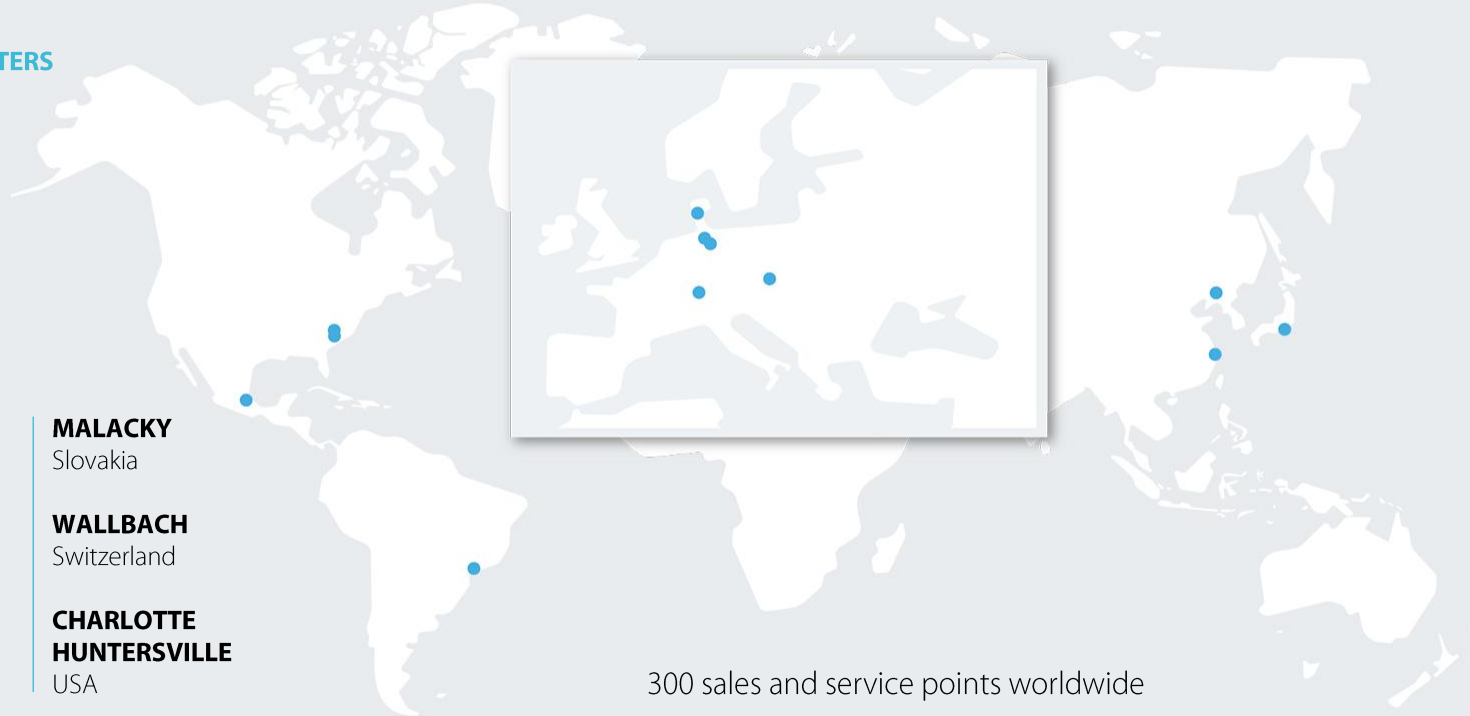 TERS
MALACKY
Slovakia
WALLBACH
Switzerland
CHARLOTTE
HUNTERSVILLE
USA
300 sales and service points worldwide